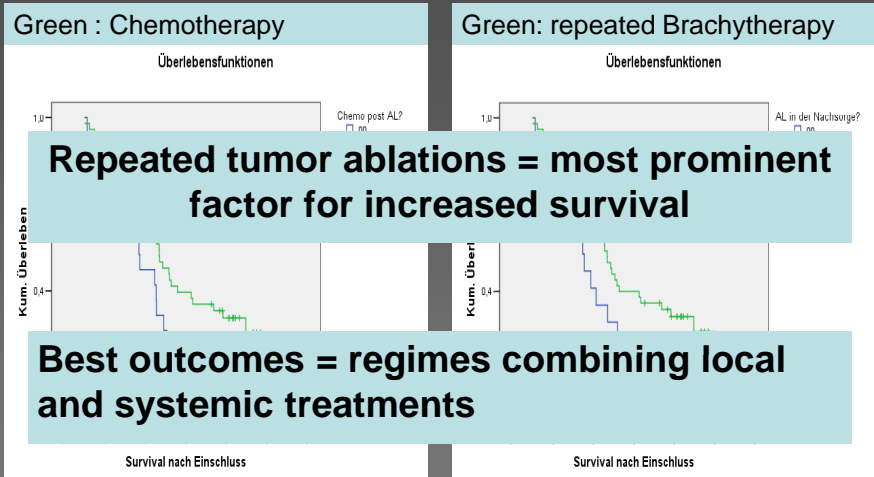 Green : Chemotherapy
Green: repeated Brachytherapy
Überlebensfunktionen
Überlebensfunktionen
Chemo post AL?
AL in der Nachsorge?
1,0
1,0
Repeated tumor ablations = most prominent
factor for increased survival
Kum. Überleben
0,4
0,4
Best outcomes = regimes combining local
and systemic treatments
Survival nach Einschluss
Survival nach Einschluss